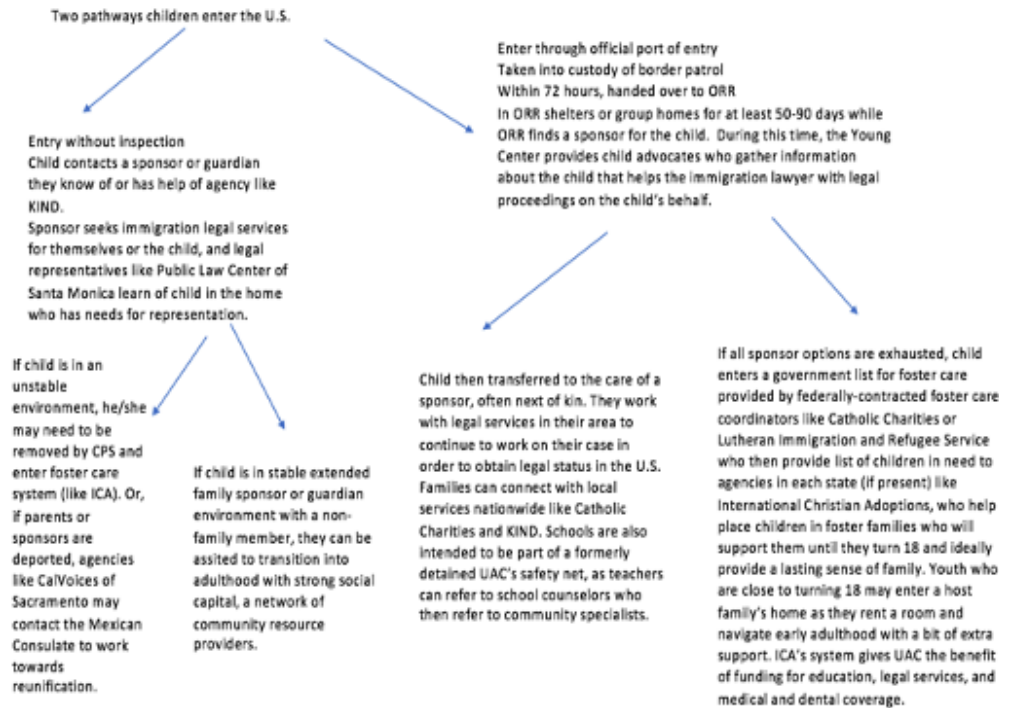 Two pathways children enter the U.S.
Enter through official port of entry
Taken into custody of border patrol
Within 72 hours, handed over to ORR
In ORR shelters or group homes for at least 50-90 days while
ORR finds a sponsor for the child. During this time, the Young
Center provides child advocates who gather information
about the child that helps the immigration lawyer with legal
proceedings on the child's behalf.
Entry without inspection
Child contacts a sponsor or guardian
they know of or has help of agency like
KIND.
Sponsor seeks immigration legal services
for themselves or the child, and legal
representatives like Public Law Center of
Santa Monica learn of child in the home
who has needs for representation.
If child is in an
unstable
environment, he/she
may need to be
removed by CPS and
enter foster care
system (like ICA). Or,
if parents or
sponsors are
deported, agencies
like CalVoices of
Sacramento may
contact the Mexican
Consulate to work
towards
reunification.
If child is in stable extended
family sponsor or guardian
environment with a non-
family member, they can be
assited to transition into
adulthood with strong social
capital, a network of
community resource
providers.
Child then transferred to the care of a
sponsor, often next of kin. They work
with legal services in their area to
continue to work on their case in
order to obtain legal status in the U.S.
Families can connect with local
services nationwide like Catholic
Charities and KIND. Schools are also
intended to be part of a formerly
detained UAC's safety net, as teachers
can refer to school counselors who
then refer to community specialists.
If all sponsor options are exhausted, child
enters a government list for foster care
provided by federally-contracted foster care
coordinators like Catholic Charities or
Lutheran Immigration and Refugee Service
who then provide list of children in need to
agencies in each state (if present) like
International Christian Adoptions, who help
place children in foster families who will
support them until they turn 18 and ideally
provide a lasting sense of family. Youth who
are close to turning 18 may enter a host
family's home as they rent a room and
navigate early adulthood with a bit of extra
support. ICA's system gives UAC the benefit
of funding for education, legal services, and
medical and dental coverage.